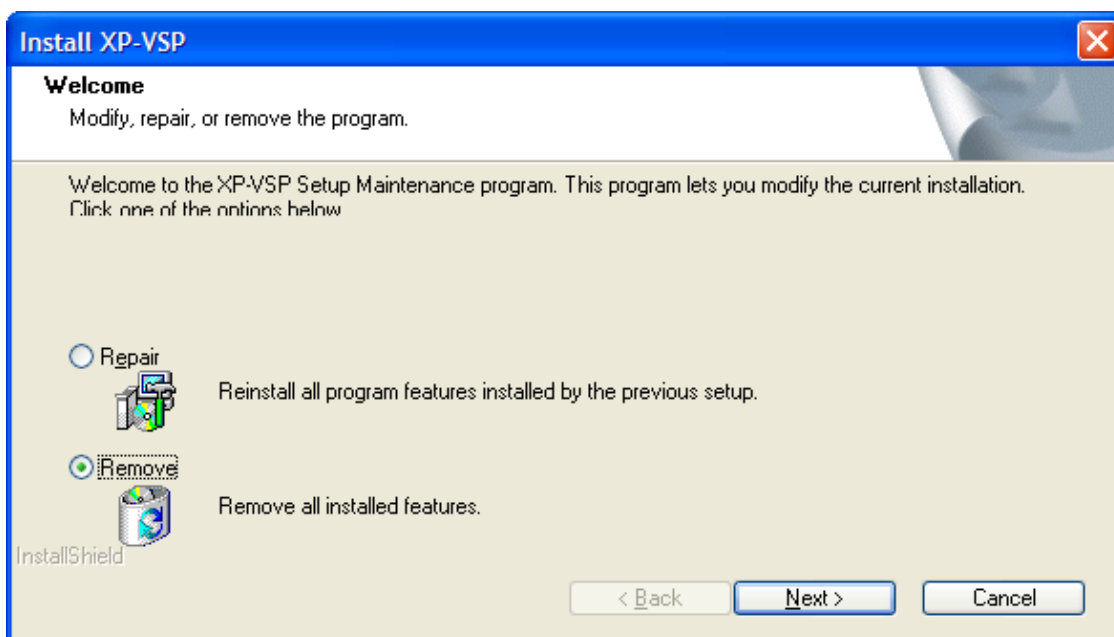 Install XP-VSP
Welcome
Modify, repair, or remove the program.
Welcome to the XP-VSP Setup Maintenance program. This program lets you modify the current installation.
Click one of the options below
Repair
Reinstall all program features installed by the previous setup.
Remove
Remove all installed features.
InstallShield
< Back
Next >
Cancel